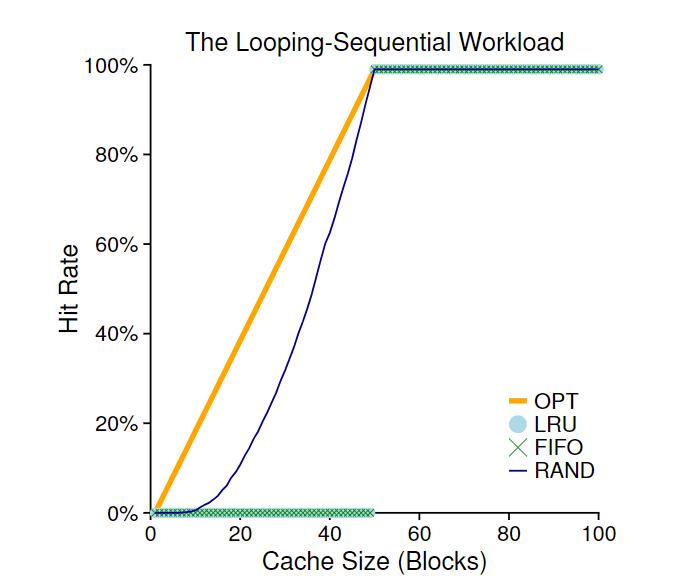 The Looping-Sequential Workload
100%
80%
60%
40%
20%
0%
Hit Rate
OPT
LRU
FIFO
RAND
0 20 40 60 80 100
Cache Size (Blocks)